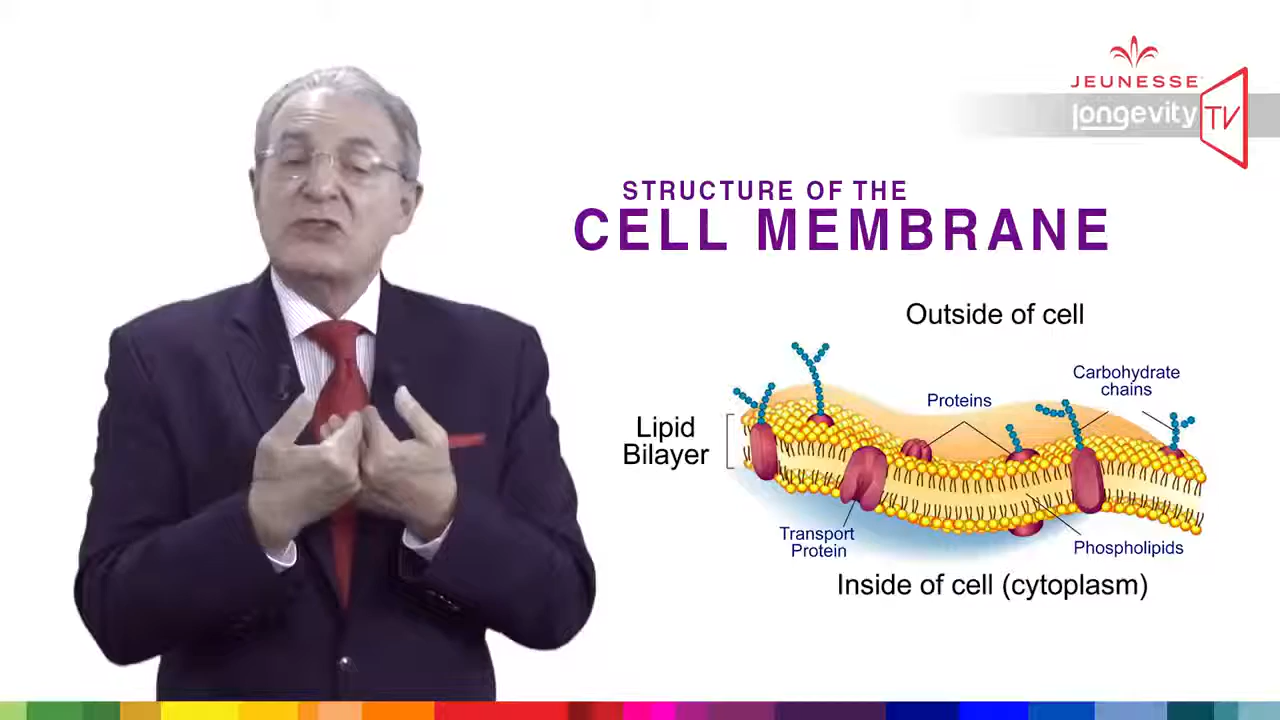 JEUNESSE
longevity TV
STRUCTURE OF THE
CELL MEMBRANE
Outside of cell
Carbohydrate
chains
Proteins
Lipid
Bilayer
Transport
Protein
Phospholipids
Inside of cell (cytoplasm)